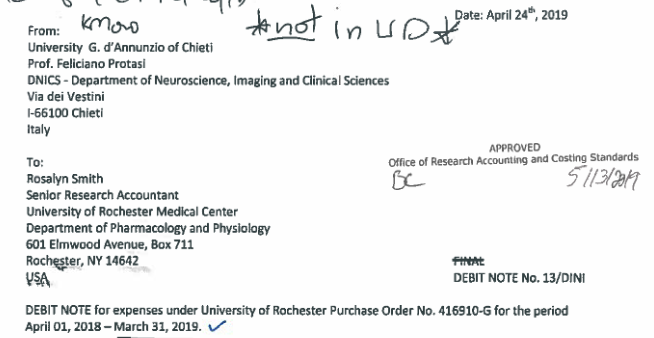 *not in UD*
Date: April 24th, 2019
From:
University G. d'Annunzio of Chieti
Prof. Feliciano Protasi
DNICS - Department of Neuroscience, Imaging and Clinical Sciences
Via dei Vestini
I-66100 Chieti
Italy
To:
Rosalyn Smith
Senior Research Accountant
University of Rochester Medical Center
Department of Pharmacology and Physiology
601 Elmwood Avenue, Box 711
Rochester, NY 14642
USA
APPROVED
Office of Research Accounting and Costing Standards
BC 5/13/2019
FINAL
DEBIT NOTE No. 13/DINI
DEBIT NOTE for expenses under University of Rochester Purchase Order No. 416910-G for the period
April 01, 2018 – March 31, 2019. ✓